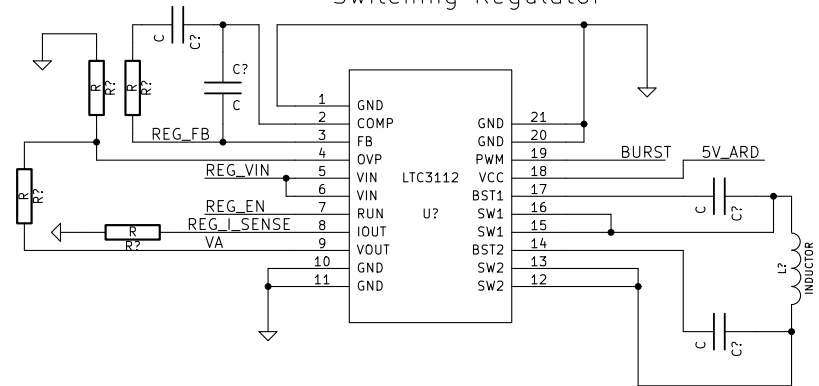 Switching Regulator
C
C?
C?
C
R
R?
R
R?
REG_FB
1
GND
2
COMP
3
FB
4
OVP
REG_VIN
5
VIN
6
VIN
REG_EN
7
RUN
REG_I_SENSE
8
IOUT
VA
9
VOUT
10
GND
11
GND
R
R?
R
R?
LTC3112
U?
GND
21
GND
20
PWM
19
BURST
VCC
18
5V_ARD
BST1
17
SW1
16
SW1
15
BST2
14
SW2
13
SW2
12
C
C?
L?
INDUCTOR
C
C?